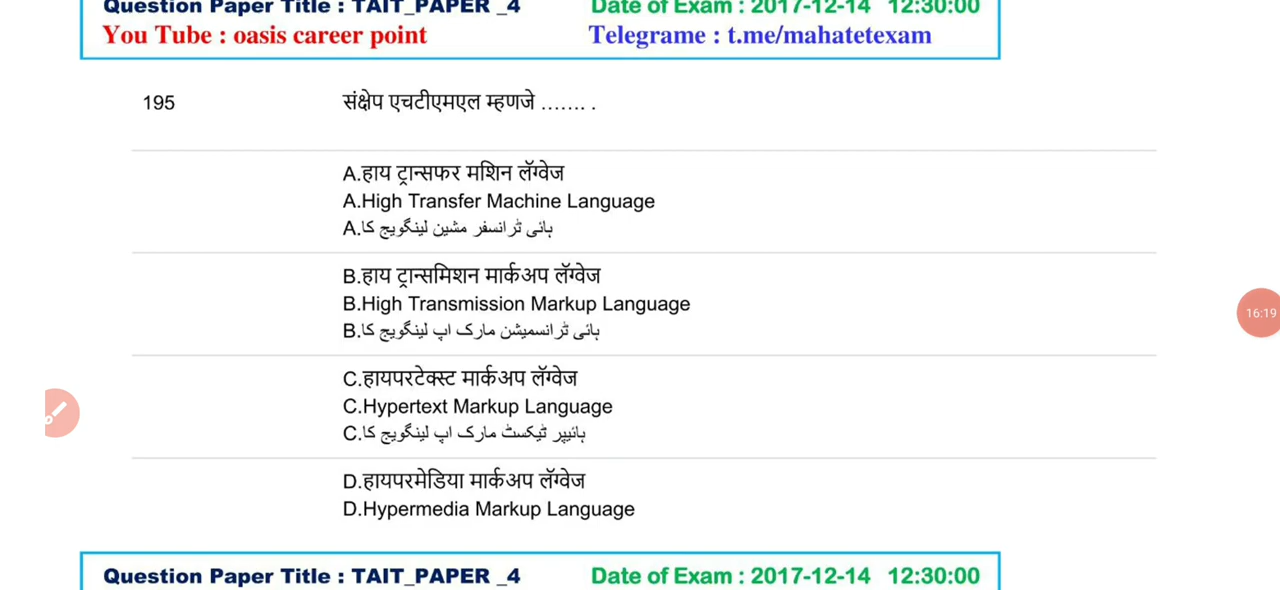 Question Paper Title : TAIT_PAPER _4 Date of Exam : 2017-12-14 12:30:00
You Tube : oasis career point Telegrame : t.me/mahatetexam
195 संक्षेप एचटीएमएल म्हणजे ....... .
A.हाय ट्रान्सफर मशिन लॅंग्वेज
A.High Transfer Machine Language
A.ہائی ٹرانسفر مشین لینگویج کا
B.हाय ट्रान्समिशन मार्कअप लॅंग्वेज
B.High Transmission Markup Language
B.ہائی ٹرانسمیشن مارک اپ لینگویج کا
16:19
C.हायपरटेक्स्ट मार्कअप लॅंग्वेज
C.Hypertext Markup Language
C.ہائیپر ٹیکسٹ مارک اپ لینگویج کا
D.हायपरमेडिया मार्कअप लॅंग्वेज
D.Hypermedia Markup Language
Question Paper Title : TAIT_PAPER _4 Date of Exam : 2017-12-14 12:30:00